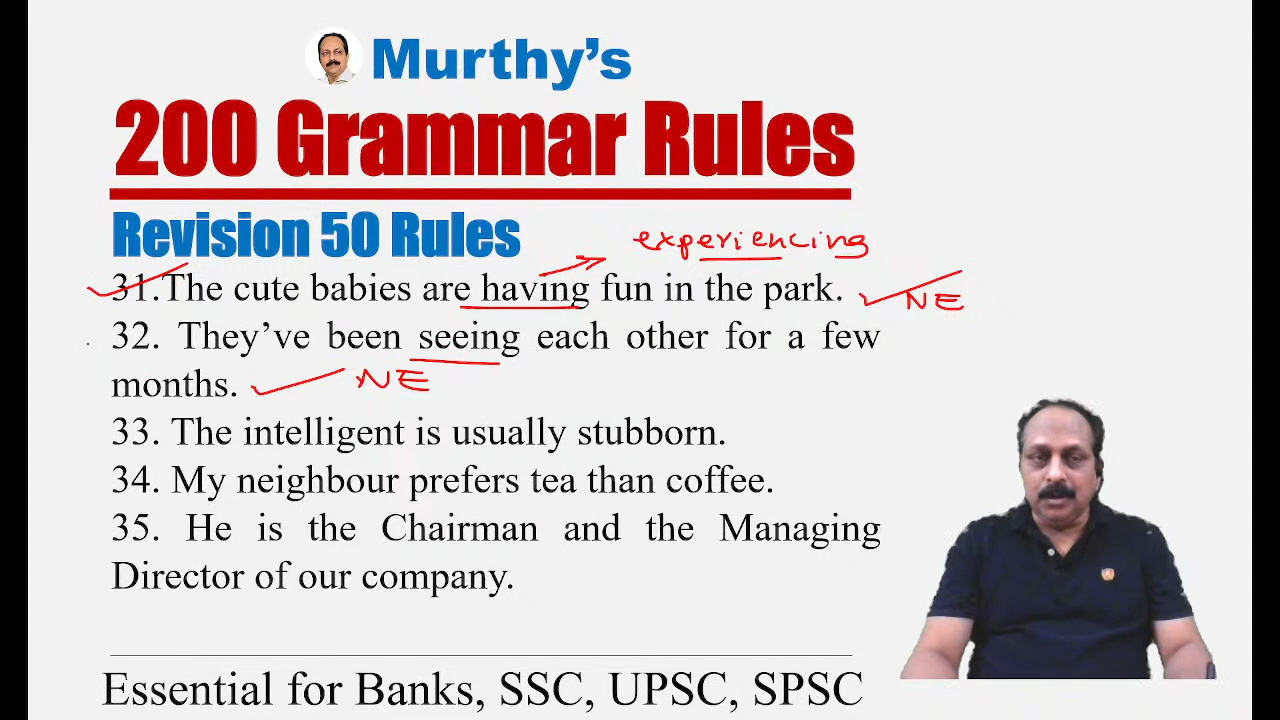 Murthy's
200 Grammar Rules
Revision 50 Rules
experiencing
31.The cute babies are having fun in the park.
NE
32. They've been seeing each other for a few
months.
NE
33. The intelligent is usually stubborn.
34. My neighbour prefers tea than coffee.
35. He is the Chairman and the Managing
Director of our company.
Essential for Banks, SSC, UPSC, SPSC